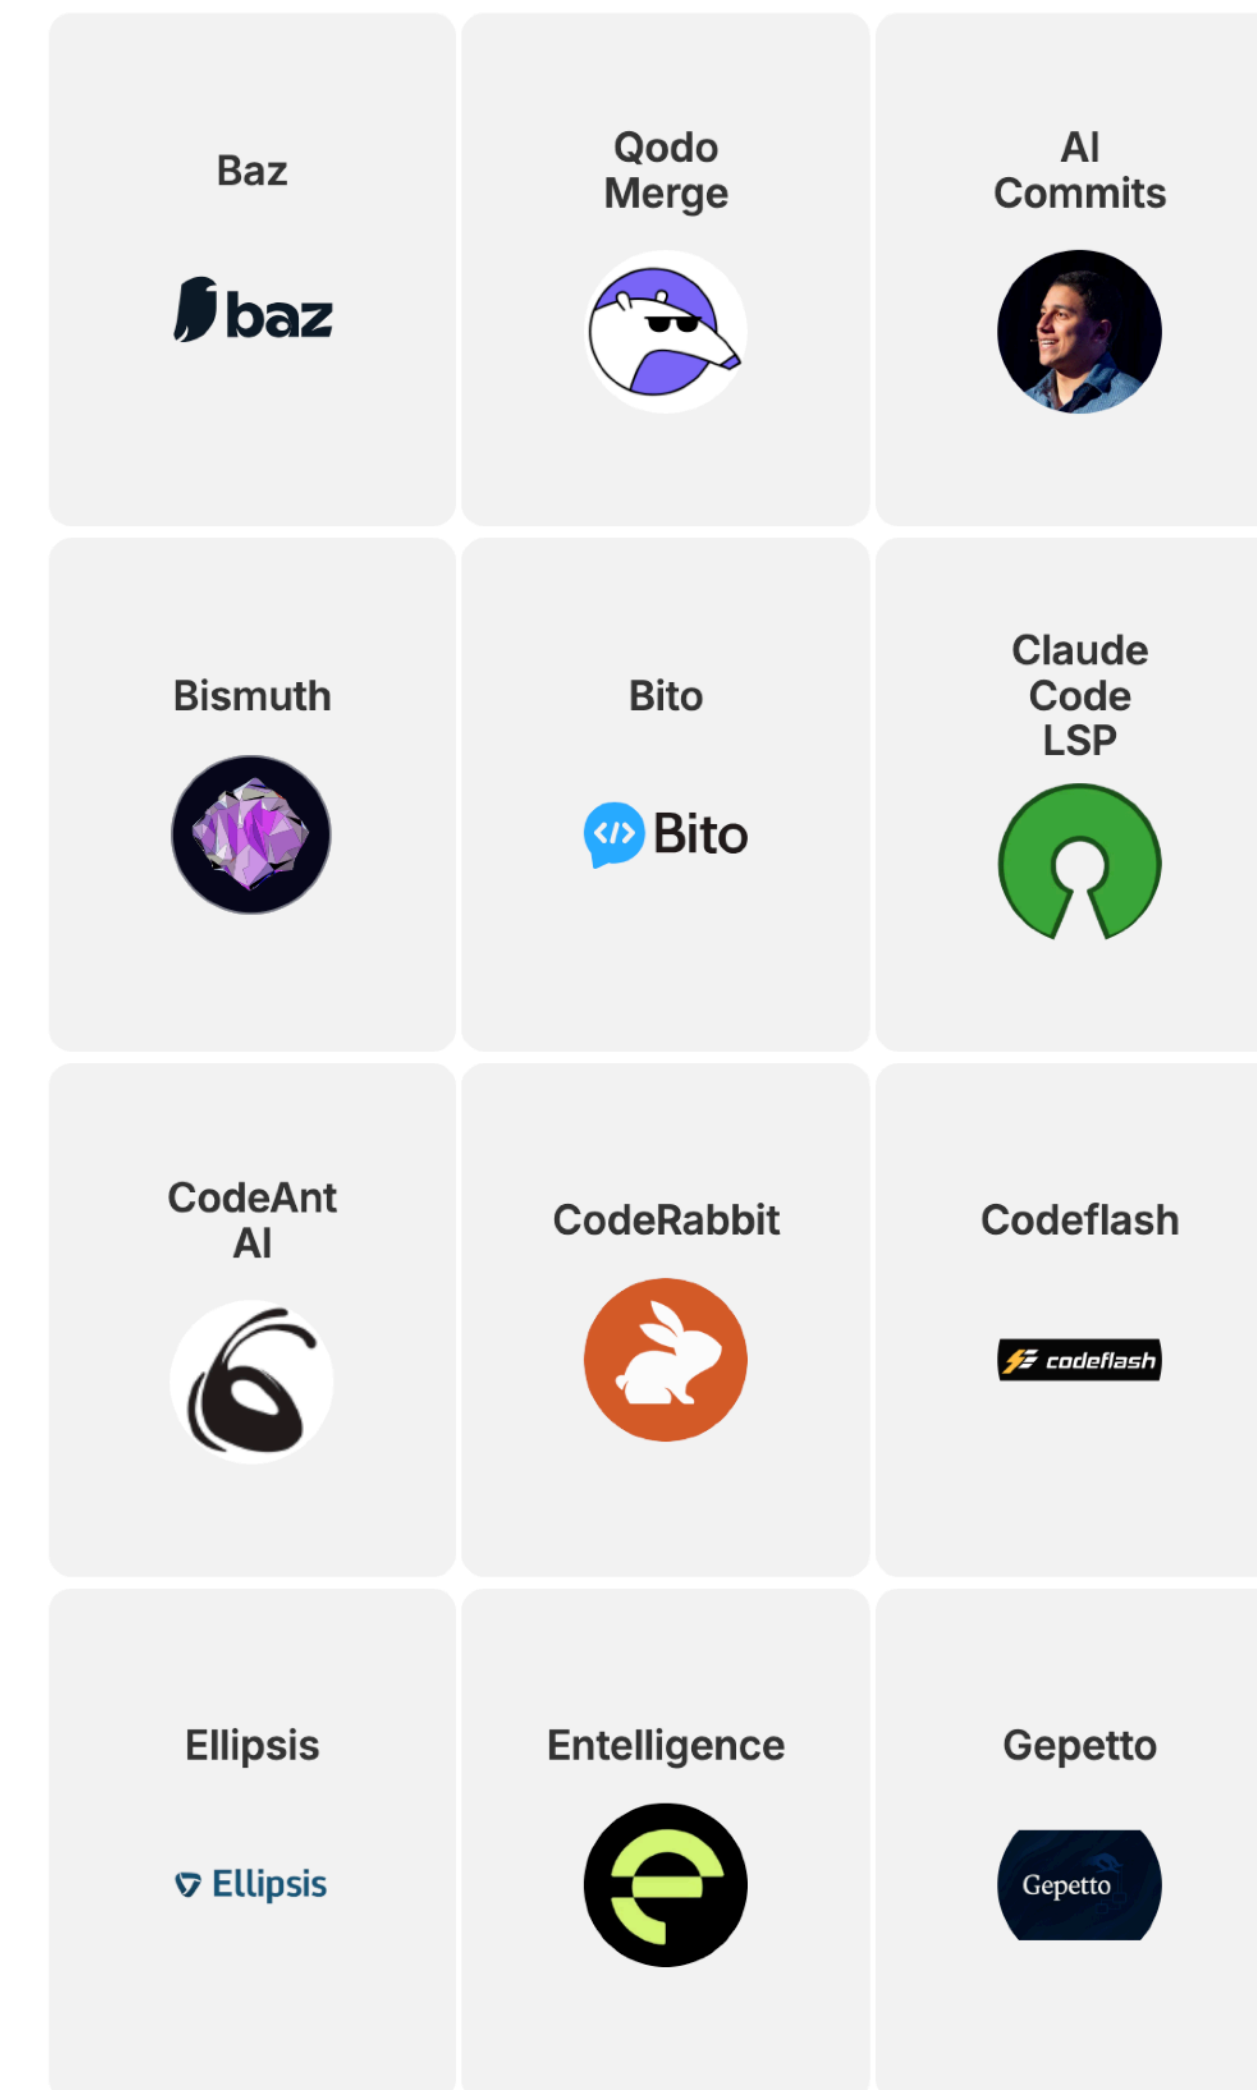 Baz
baz
Qodo
Merge
AI
Commits
Bismuth
Bito
</> Bito
Claude
Code
LSP
CodeAnt
AI
CodeRabbit
Codeflash
codeflash
Ellipsis
Ellipsis
Entelligence
Gepetto
Gepetto